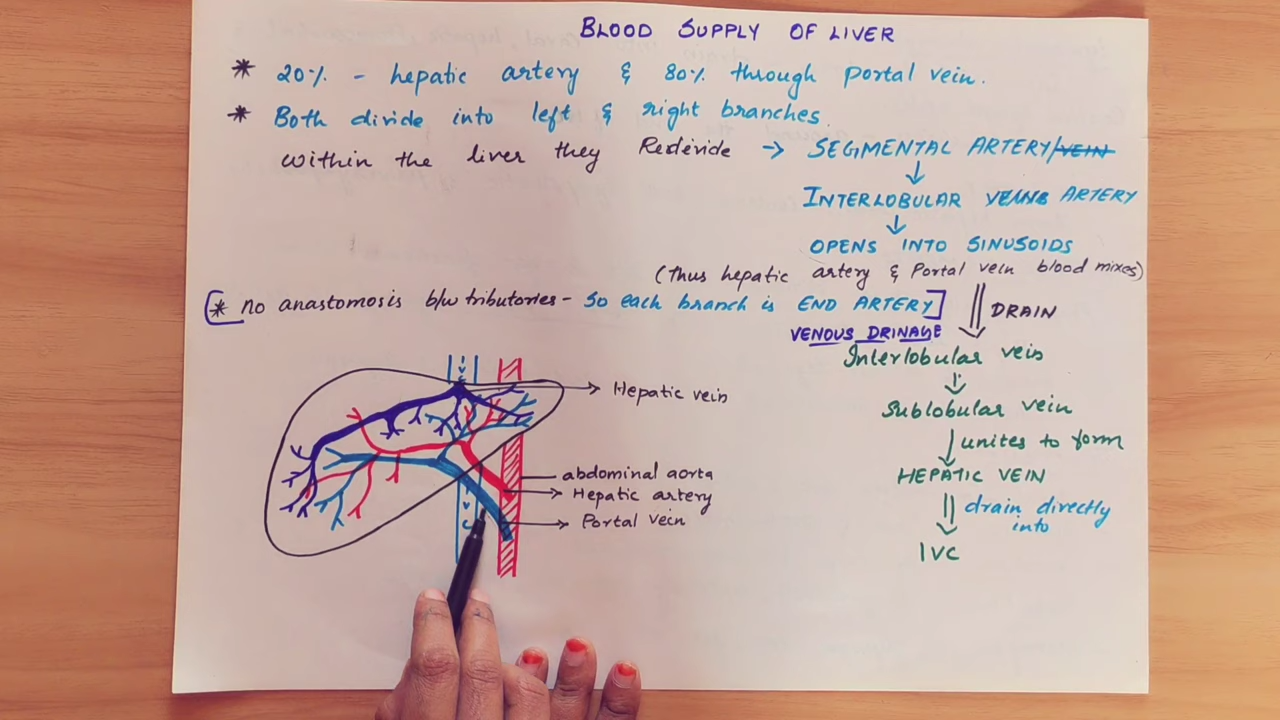 BLOOD SUPPLY OF LIVER
* 20% - hepatic artery & 80% through Portal vein.
* Both divide into left & right branches.
within the liver they Redivide → SEGMENTAL ARTERY/VEIN
↓
INTERLOBULAR VEINS ARTERY
↓
OPENS INTO SINUSOIDS
(Thus hepatic artery & Portal vein blood mixes)
[* no anastomosis b/w tributories - So each branch is END ARTERY]
DRAIN
VENOUS DRINAGE
Interlobular vein
↓
Sublobular vein
↓ unites to form
HEPATIC VEIN
drain directly
into
IVC
Hepatic vein
abdominal aorta
Hepatic artery
Portal vein